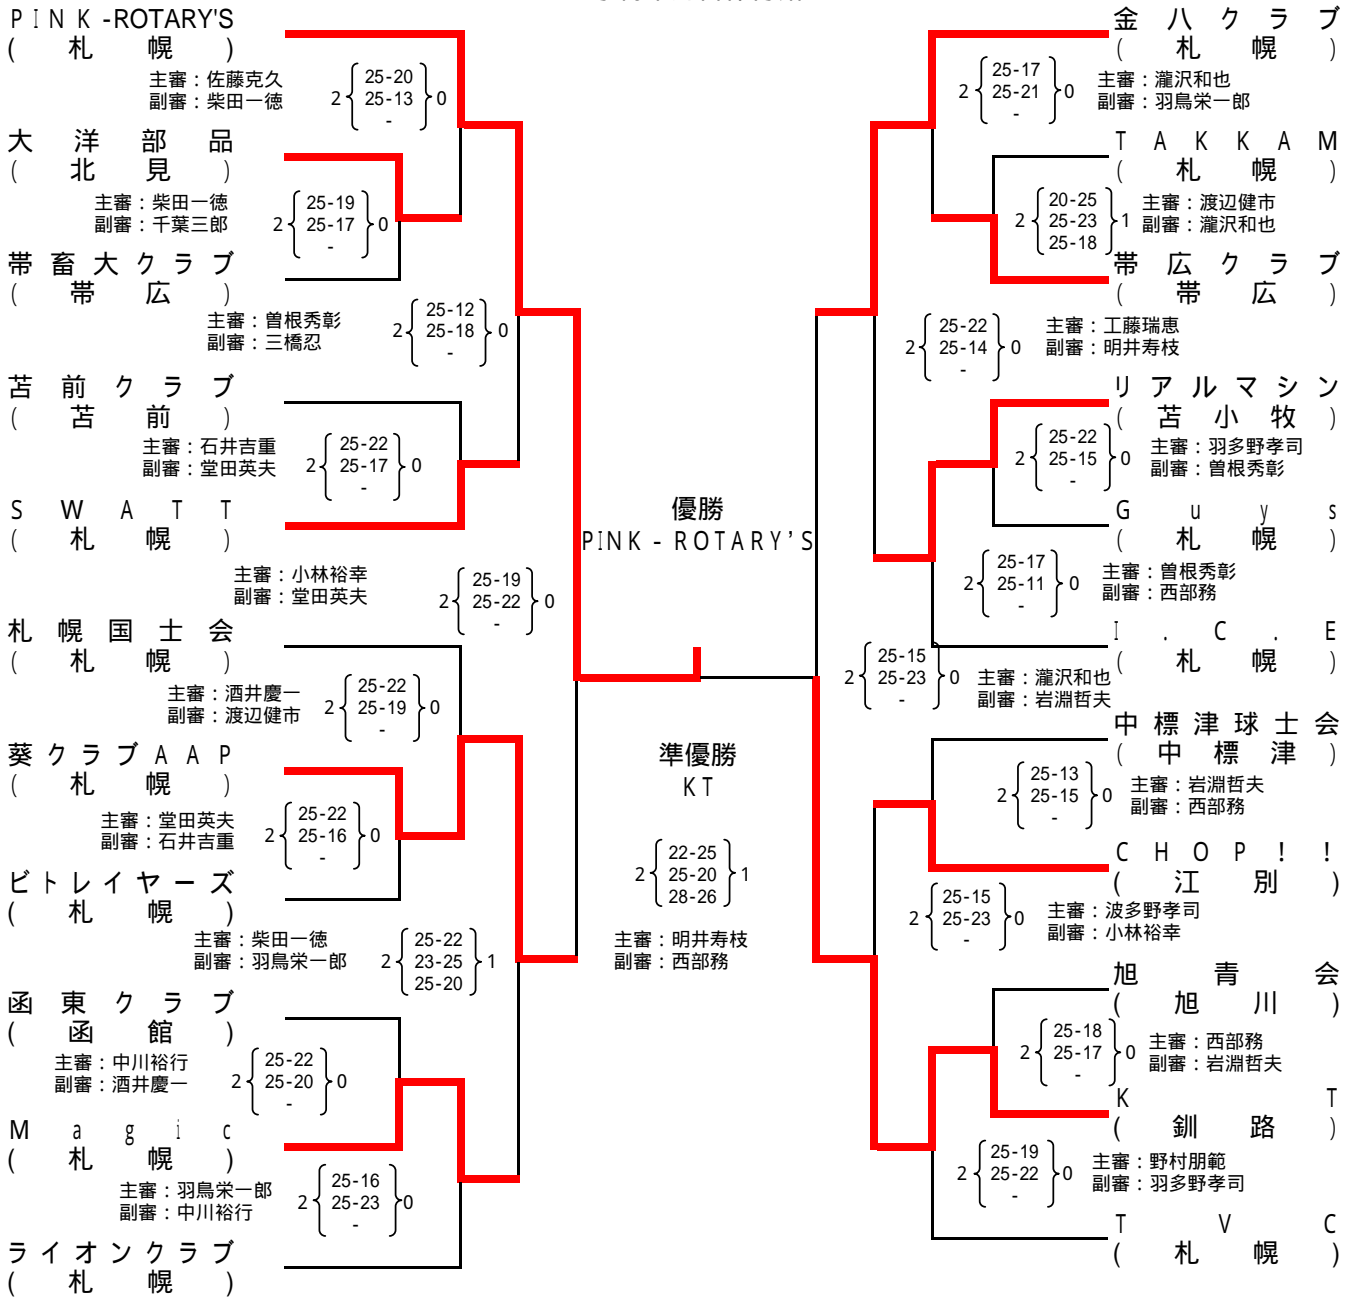 PINK-ROTARY'S
(札幌)
主審：佐藤克久
副審：柴田一徳
25-20
2 25-13 0
-
大洋部品
(北見)
主審：柴田一徳
副審：千葉三郎
25-19
2 25-17 0
-
帯畜大クラブ
(帯広)
主審：曽根秀彰
副審：三橋忍
25-12
2 25-18 0
-
苫前クラブ
(苫前)
主審：石井吉重
副審：堂田英夫
25-22
2 25-17 0
-
SWATT
(札幌)
主審：小林裕幸
副審：堂田英夫
25-19
2 25-22 0
-
札幌国士会
(札幌)
主審：酒井慶一
副審：渡辺健市
25-22
2 25-19 0
-
葵クラブAAP
(札幌)
主審：堂田英夫
副審：石井吉重
25-22
2 25-16 0
-
ビトレイヤーズ
(札幌)
主審：柴田一徳
副審：羽鳥栄一郎
25-22
2 23-25 1
25-20
函東クラブ
(函館)
主審：中川裕行
副審：酒井慶一
25-22
2 25-20 0
-
Magic
(札幌)
主審：羽鳥栄一郎
副審：中川裕行
25-16
2 25-23 0
-
ライオンクラブ
(札幌)
優勝
PINK-ROTARY'S
準優勝
KT
22-25
2 25-20 1
28-26
主審：明井寿枝
副審：西部務
金八クラブ
(札幌)
25-17
2 25-21 0
-
主審：瀧沢和也
副審：羽鳥栄一郎
TAKKAM
(札幌)
20-25
2 25-23 1
25-18
主審：渡辺健市
副審：瀧沢和也
帯広クラブ
(帯広)
25-22
2 25-14 0
-
主審：工藤瑞恵
副審：明井寿枝
リアルマシン
(苫小牧)
25-22
2 25-15 0
-
主審：羽多野孝司
副審：曽根秀彰
Guys
(札幌)
25-17
2 25-11 0
-
主審：曽根秀彰
副審：西部務
I.C.E
(札幌)
25-15
2 25-23 0
-
主審：瀧沢和也
副審：岩淵哲夫
中標津球士会
(中標津)
25-13
2 25-15 0
-
主審：岩淵哲夫
副審：西部務
CHOP!!
(江別)
25-15
2 25-23 0
-
主審：波多野孝司
副審：小林裕幸
旭青会
(旭川)
25-18
2 25-17 0
-
主審：西部務
副審：岩淵哲夫
KT
(釧路)
25-19
2 25-22 0
-
主審：野村朋範
副審：羽多野孝司
TVC
(札幌)